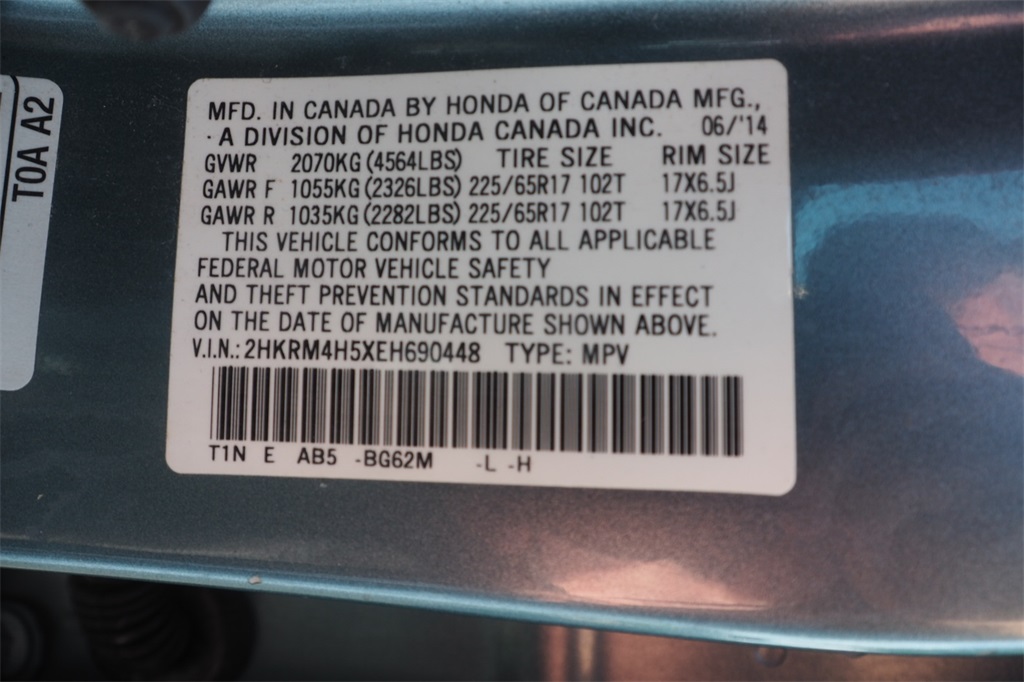 T0A A2
MFD. IN CANADA BY HONDA OF CANADA MFG.,
· A DIVISION OF HONDA CANADA INC. 06/'14
GVWR 2070KG (4564LBS) TIRE SIZE RIM SIZE
GAWR F 1055KG (2326LBS) 225/65R17 102T 17X6.5J
GAWR R 1035KG (2282LBS) 225/65R17 102T 17X6.5J
THIS VEHICLE CONFORMS TO ALL APPLICABLE
FEDERAL MOTOR VEHICLE SAFETY
AND THEFT PREVENTION STANDARDS IN EFFECT
ON THE DATE OF MANUFACTURE SHOWN ABOVE.
V.I.N.: 2HKRM4H5XEH690448 TYPE: MPV
T1N E AB5 -BG62M -L -H